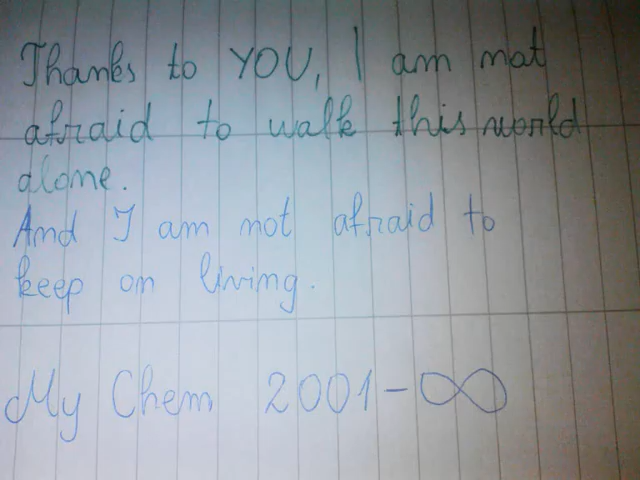 Thanks to YOU, I am not
afraid to walk this world
alone.
And I am not afraid to
keep on living.
My Chem 2001-∞